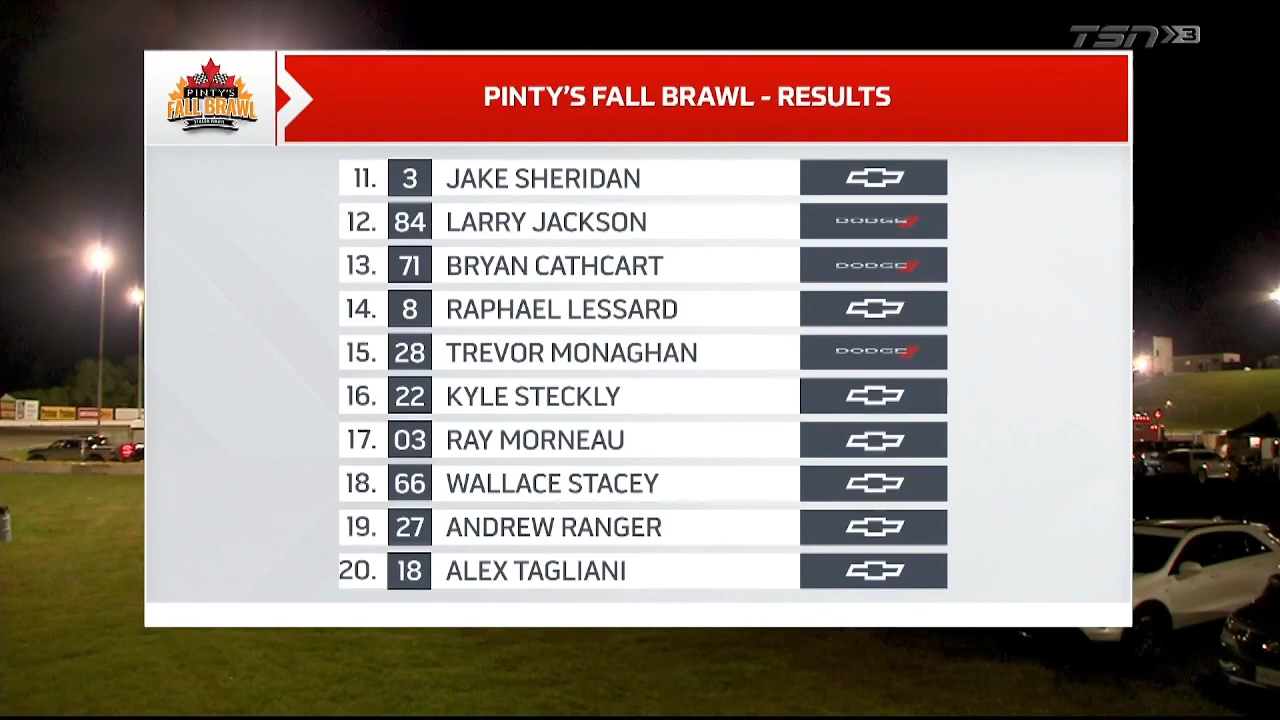 TSN 3
PINTY'S
FALL BRAWL
PINTY'S FALL BRAWL - RESULTS
11. 3 JAKE SHERIDAN
12. 84 LARRY JACKSON DODGE
13. 71 BRYAN CATHCART DODGE
14. 8 RAPHAEL LESSARD
15. 28 TREVOR MONAGHAN DODGE
16. 22 KYLE STECKLY
17. 03 RAY MORNEAU
18. 66 WALLACE STACEY
19. 27 ANDREW RANGER
20. 18 ALEX TAGLIANI